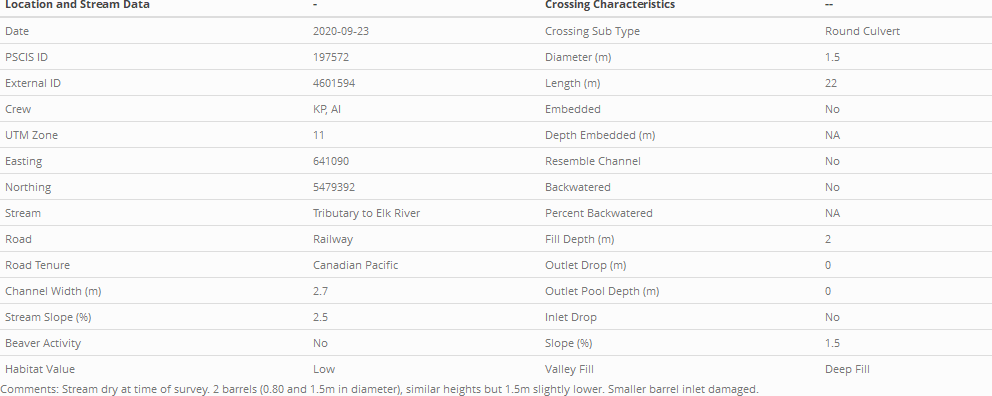 Location and Stream Data - Crossing Characteristics --
Date 2020-09-23 Crossing Sub Type Round Culvert
PSCIS ID 197572 Diameter (m) 1.5
External ID 4601594 Length (m) 22
Crew KP, AI Embedded No
UTM Zone 11 Depth Embedded (m) NA
Easting 641090 Resemble Channel No
Northing 5479392 Backwatered No
Stream Tributary to Elk River Percent Backwatered NA
Road Railway Fill Depth (m) 2
Road Tenure Canadian Pacific Outlet Drop (m) 0
Channel Width (m) 2.7 Outlet Pool Depth (m) 0
Stream Slope (%) 2.5 Inlet Drop No
Beaver Activity No Slope (%) 1.5
Habitat Value Low Valley Fill Deep Fill
Comments: Stream dry at time of survey. 2 barrels (0.80 and 1.5m in diameter), similar heights but 1.5m slightly lower. Smaller barrel inlet damaged.